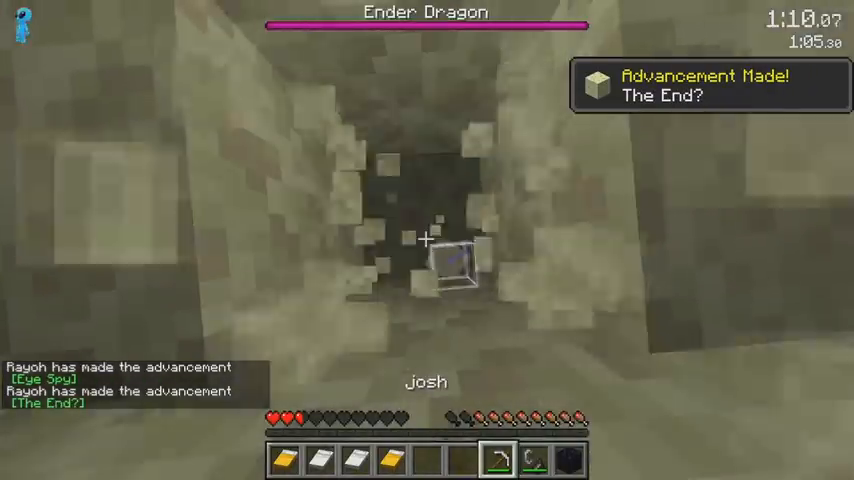 Ender Dragon
1:10.07
1:05.30
Advancement Made!
The End?
Rayoh has made the advancement
[Eye Spy]
Rayoh has made the advancement
[The End?]
josh